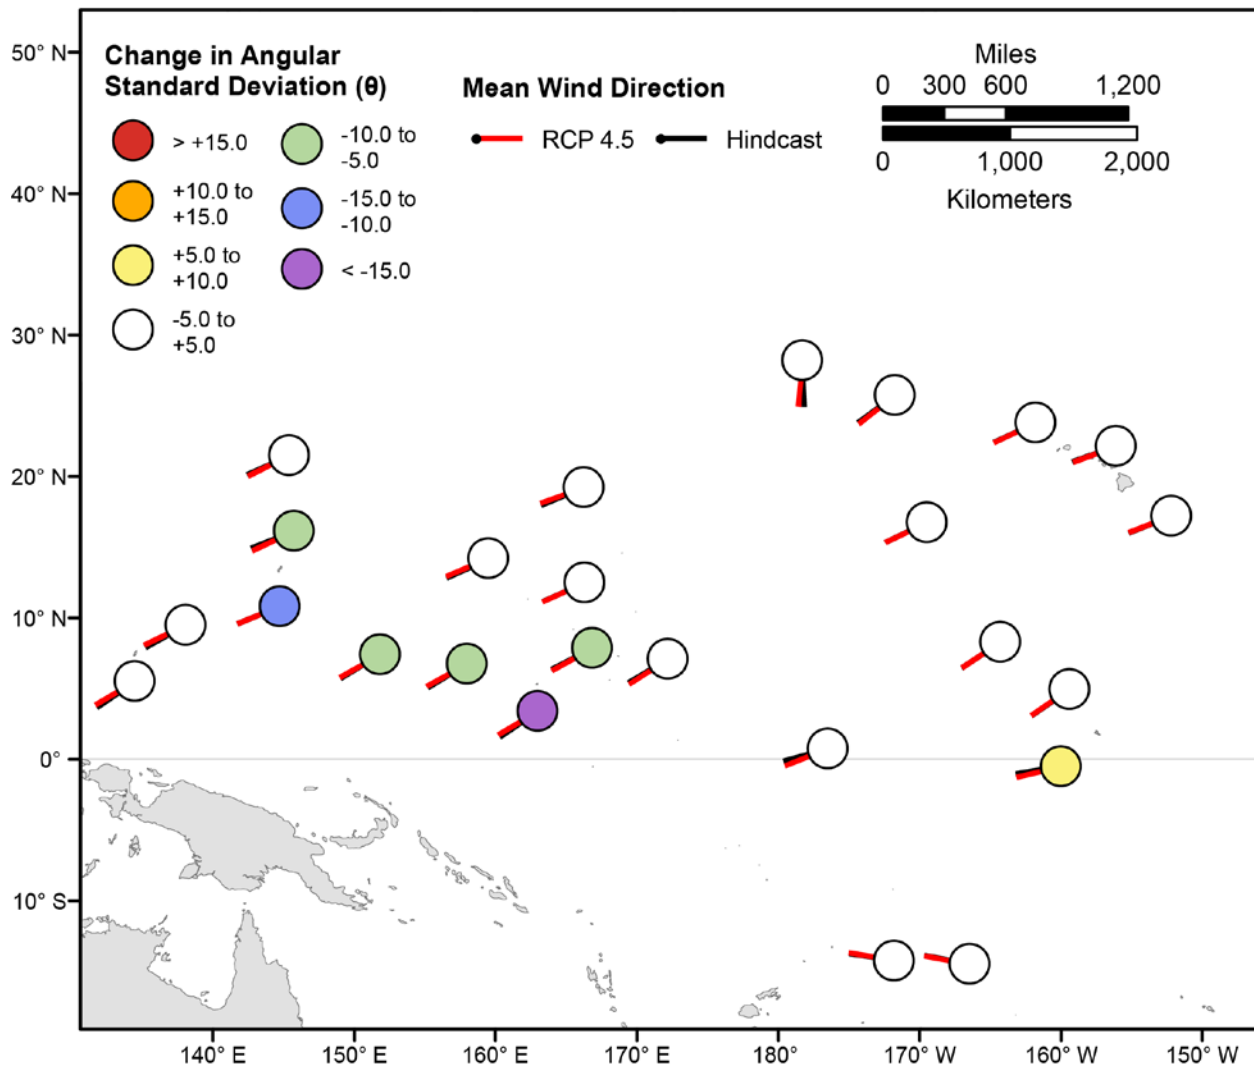 Change in Angular
Standard Deviation (θ)
> +15.0
+10.0 to
+15.0
+5.0 to
+10.0
-5.0 to
+5.0
-10.0 to
-5.0
-15.0 to
-10.0
< -15.0
Mean Wind Direction
RCP 4.5
Hindcast
Miles
0 300 600 1,200
0 1,000 2,000
Kilometers
50° N
40° N
30° N
20° N
10° N
0°
10° S
140° E 150° E 160° E 170° E 180° 170° W 160° W 150° W